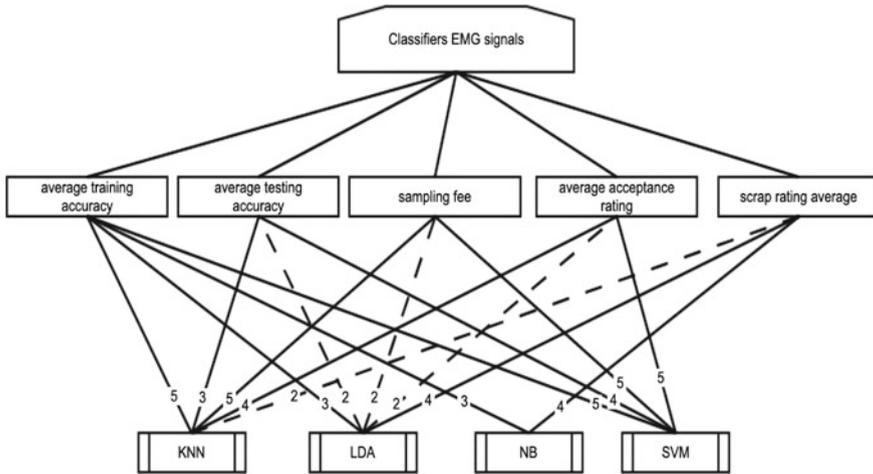 Classifiers EMG signals
average training
accuracy
average testing
accuracy
sampling fee
average acceptance
rating
scrap rating average
5
3
5
4
2
3
2
2
2
4
3
4
5
4
5
5
KNN
LDA
NB
SVM